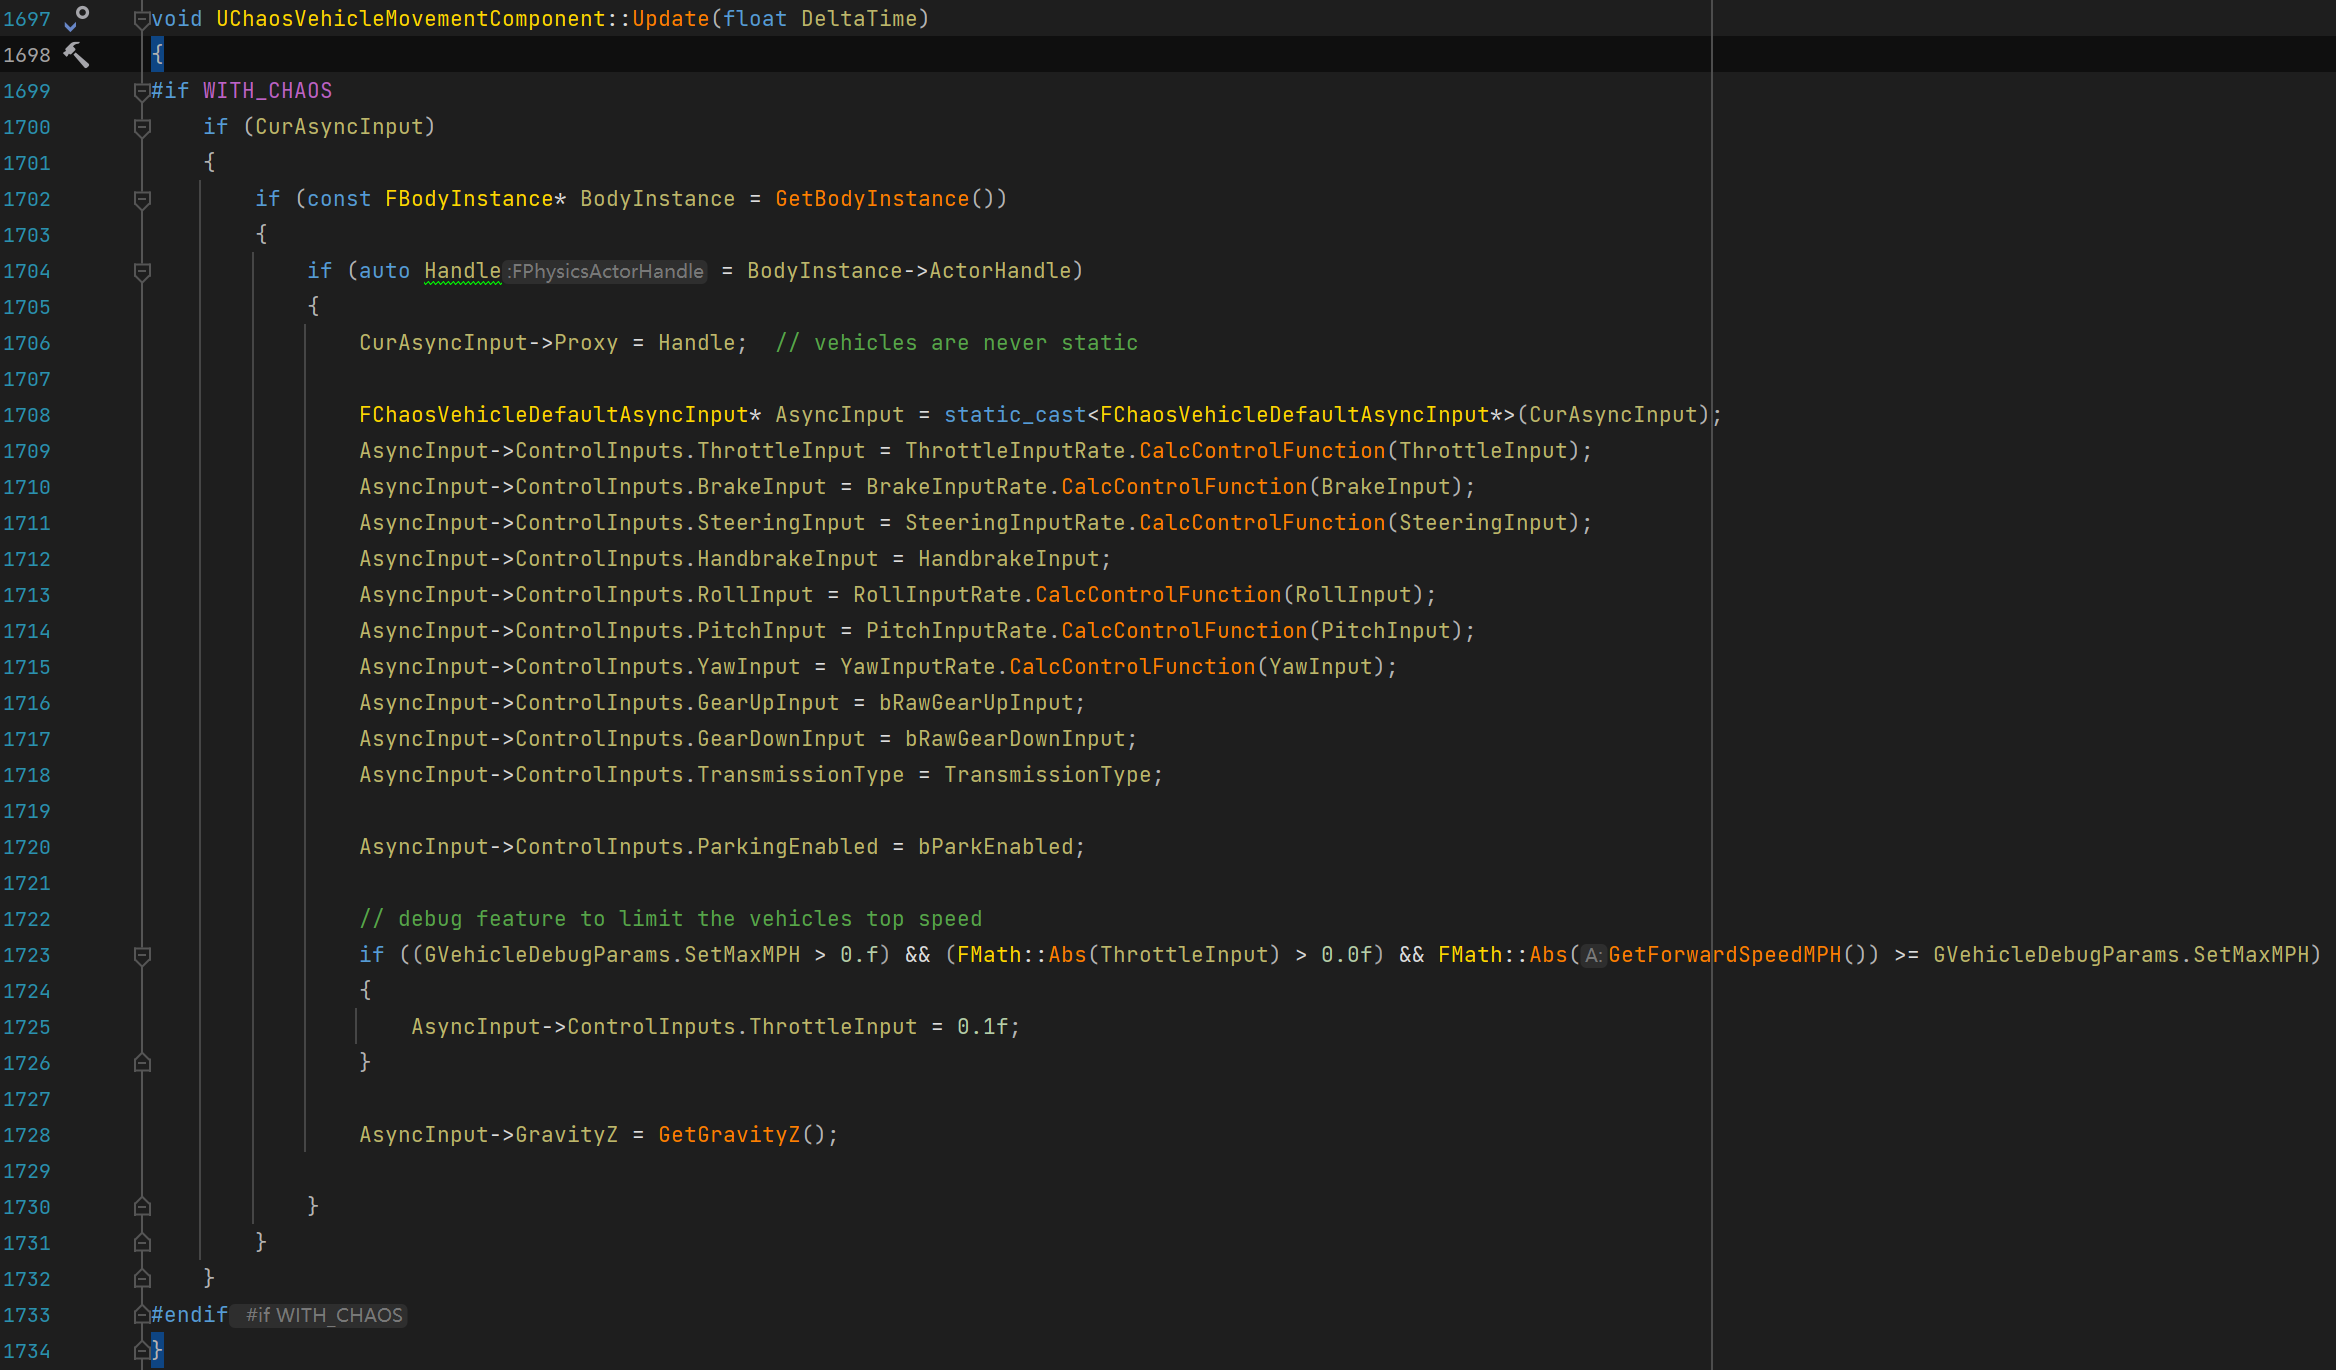 1697 void UChaosVehicleMovementComponent::Update(float DeltaTime)
1698 {
1699 #if WITH_CHAOS
1700 if (CurAsyncInput)
1701 {
1702 if (const FBodyInstance* BodyInstance = GetBodyInstance())
1703 {
1704 if (auto Handle :FPhysicsActorHandle = BodyInstance->ActorHandle)
1705 {
1706 CurAsyncInput->Proxy = Handle;  // vehicles are never static
1707
1708 FChaosVehicleDefaultAsyncInput* AsyncInput = static_cast<FChaosVehicleDefaultAsyncInput*>(CurAsyncInput);
1709 AsyncInput->ControlInputs.ThrottleInput = ThrottleInputRate.CalcControlFunction(ThrottleInput);
1710 AsyncInput->ControlInputs.BrakeInput = BrakeInputRate.CalcControlFunction(BrakeInput);
1711 AsyncInput->ControlInputs.SteeringInput = SteeringInputRate.CalcControlFunction(SteeringInput);
1712 AsyncInput->ControlInputs.HandbrakeInput = HandbrakeInput;
1713 AsyncInput->ControlInputs.RollInput = RollInputRate.CalcControlFunction(RollInput);
1714 AsyncInput->ControlInputs.PitchInput = PitchInputRate.CalcControlFunction(PitchInput);
1715 AsyncInput->ControlInputs.YawInput = YawInputRate.CalcControlFunction(YawInput);
1716 AsyncInput->ControlInputs.GearUpInput = bRawGearUpInput;
1717 AsyncInput->ControlInputs.GearDownInput = bRawGearDownInput;
1718 AsyncInput->ControlInputs.TransmissionType = TransmissionType;
1719
1720 AsyncInput->ControlInputs.ParkingEnabled = bParkEnabled;
1721
1722 // debug feature to limit the vehicles top speed
1723 if ((GVehicleDebugParams.SetMaxMPH > 0.f) && (FMath::Abs(ThrottleInput) > 0.0f) && FMath::Abs(A:GetForwardSpeedMPH()) >= GVehicleDebugParams.SetMaxMPH)
1724 {
1725 AsyncInput->ControlInputs.ThrottleInput = 0.1f;
1726 }
1727
1728 AsyncInput->GravityZ = GetGravityZ();
1729
1730 }
1731 }
1732 }
1733 #endif #if WITH_CHAOS
1734 }